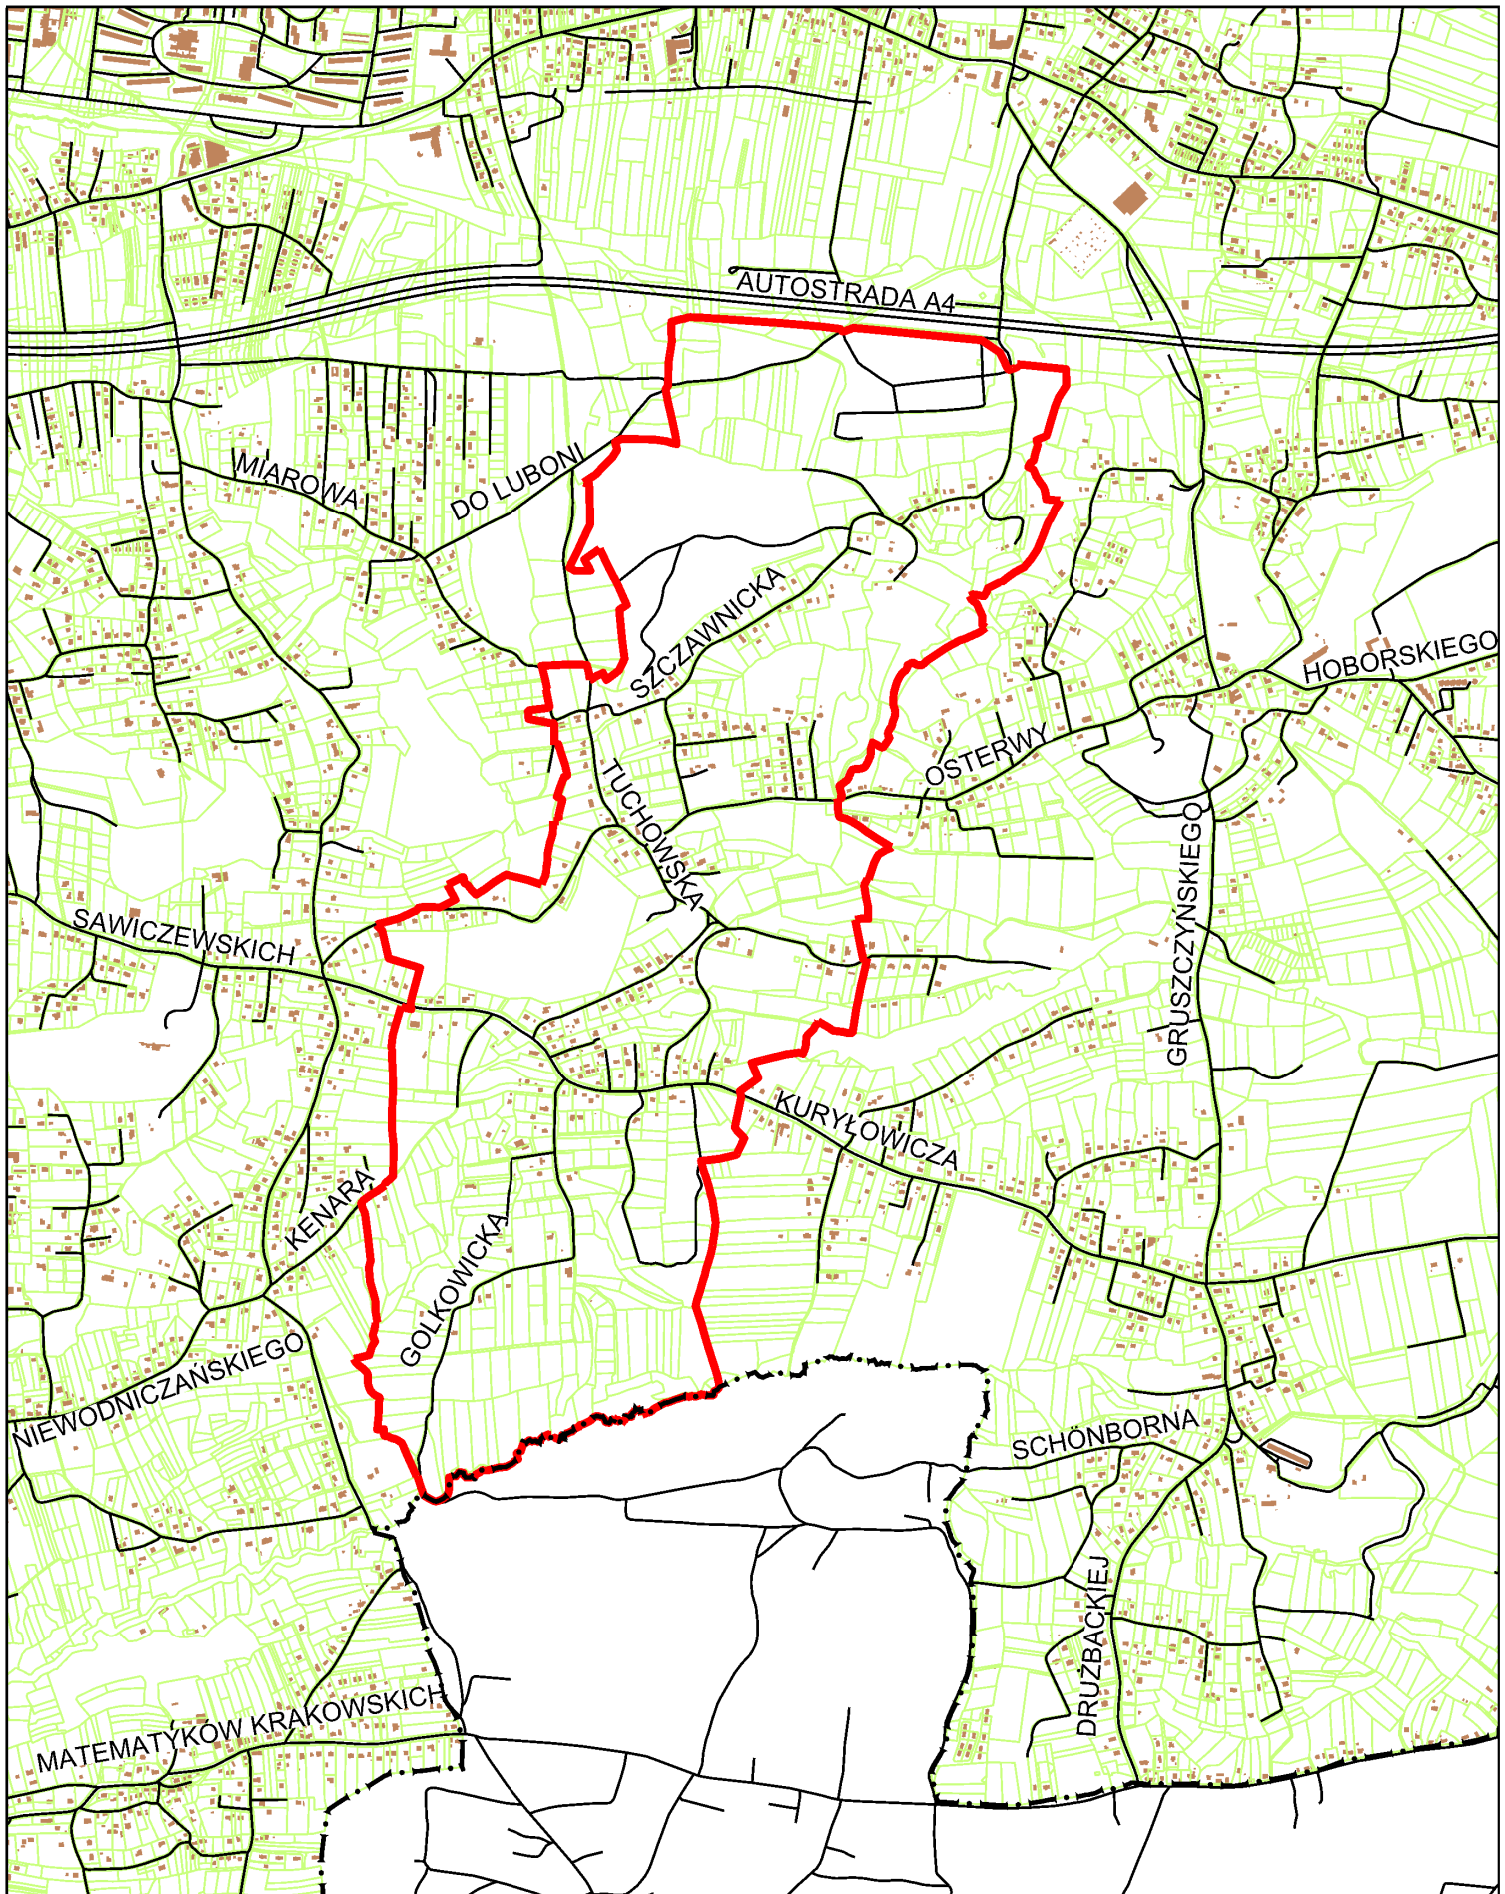 AUTOSTRADA A4
MIAROWA
DO LUBONI
SZCZAWNICKA
HOBORSKIEGO
OSTERWY
TUCHOWSKA
GRUSZCZYŃSKIEGO
SAWICZEWSKICH
KURYŁOWICZA
KENARA
GOLKOWICKA
NIEWODNICZAŃSKIEGO
SCHÖNBORNA
DRUŻBACKIEJ
MATEMATYKÓW KRAKOWSKICH